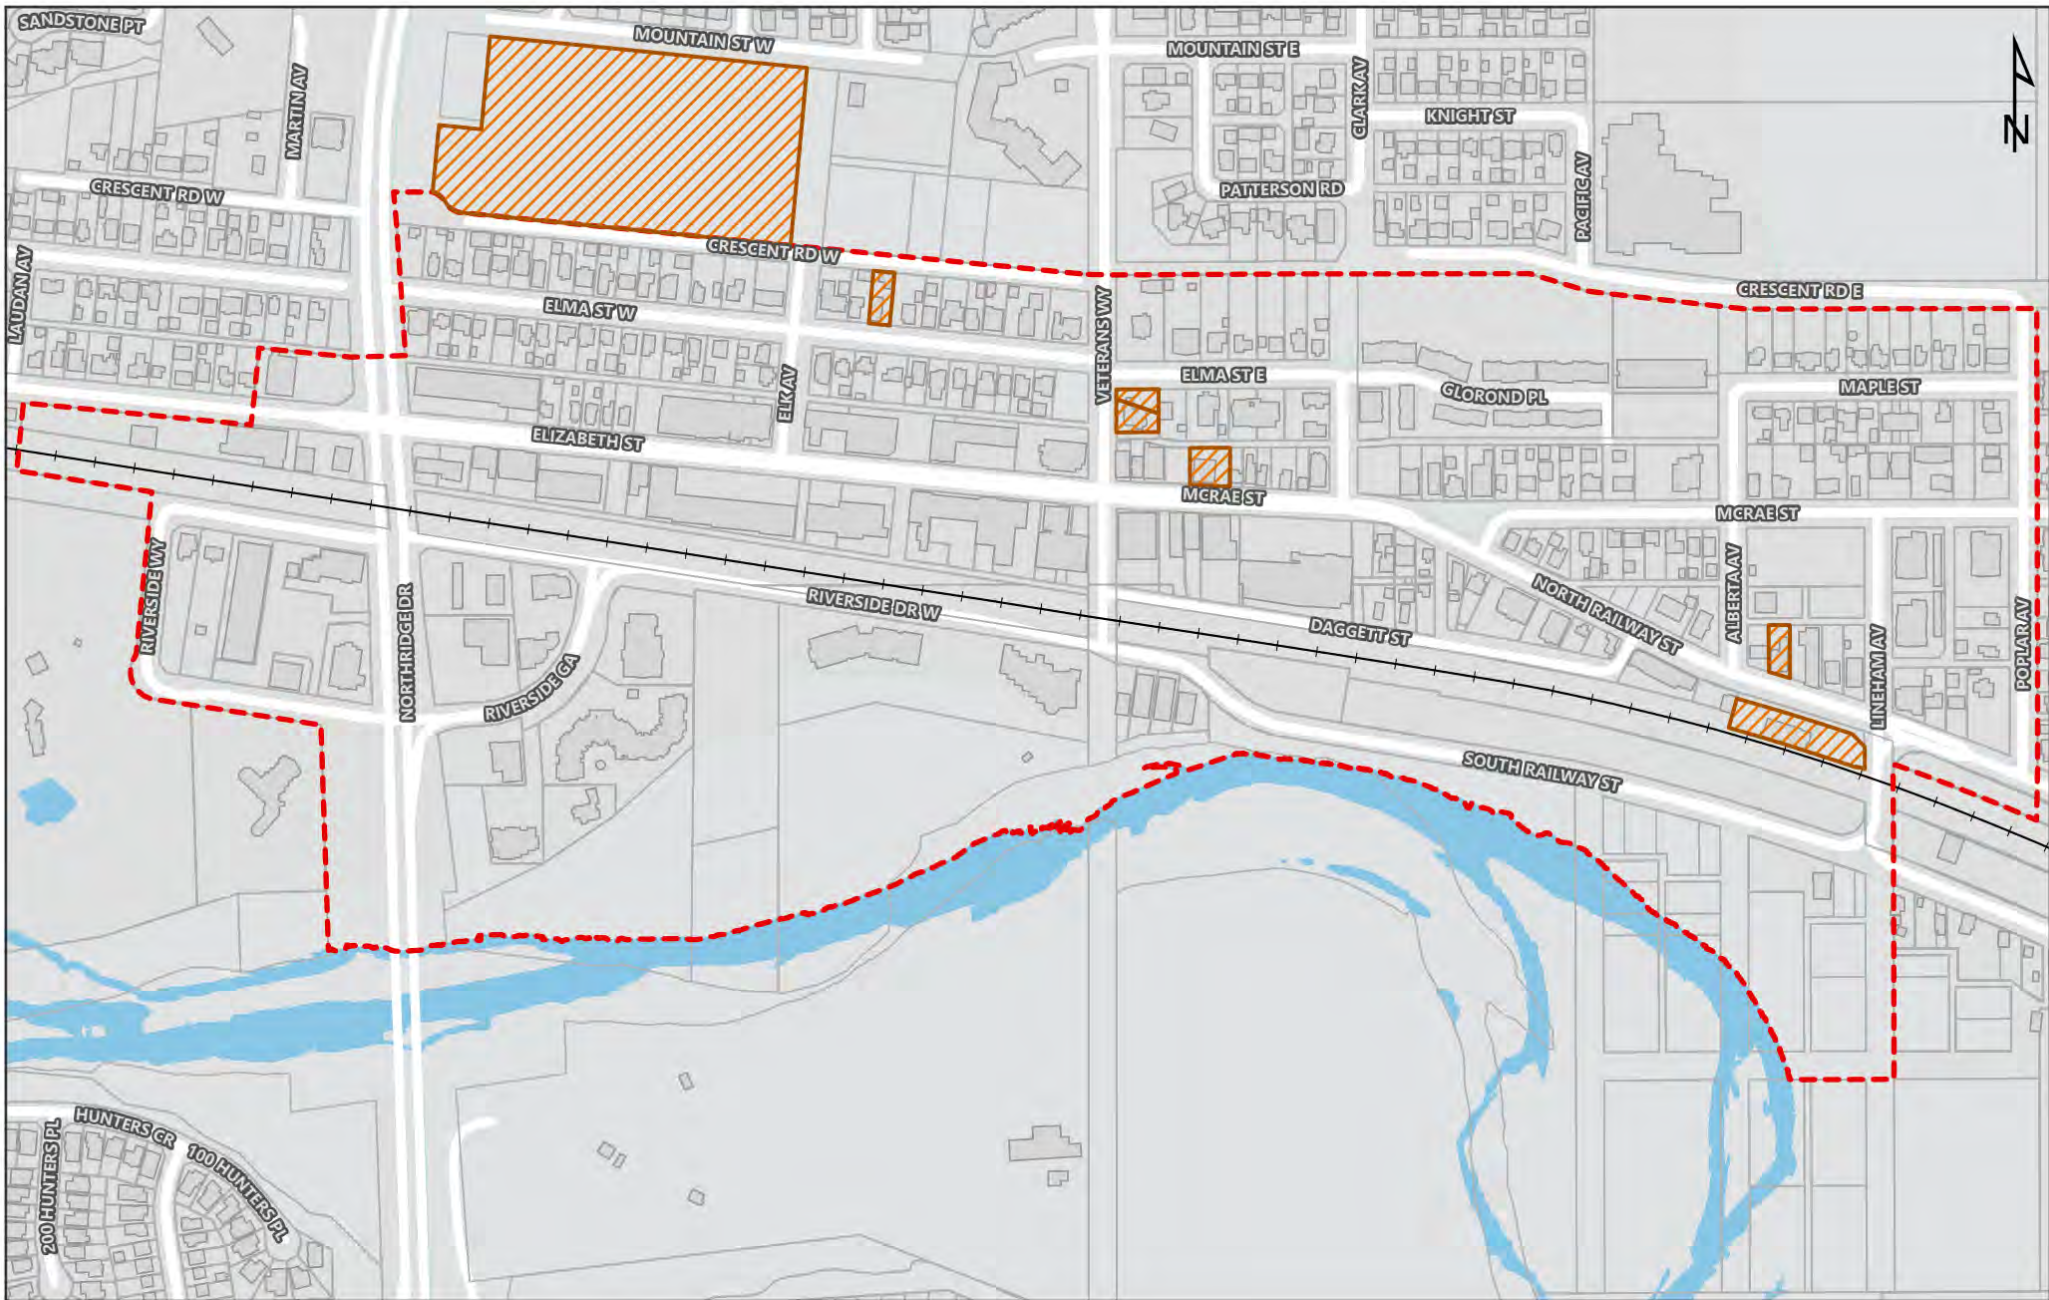 SANDSTONE PT
MOUNTAIN ST W
MOUNTAIN ST E
N
MARTIN AV
CLARK AV
KNIGHT ST
CRESCENT RD W
PATTERSON RD
PACIFIC AV
CRESCENT RD W
LAUDAN AV
CRESCENT RD E
ELMA ST W
VETERANS WY
ELMA ST E
MAPLE ST
ELK AV
GLOROND PL
ELIZABETH ST
MCRAE ST
MCRAE ST
RIVERSIDE WY
ALBERTA AV
NORTH RAILWAY ST
RIVERSIDE DR W
DAGGETT ST
NORTHRIDGE DR
RIVERSIDE GA
LINEHAM AV
POPLAR AV
SOUTH RAILWAY ST
HUNTERS CR
200 HUNTERS PL
100 HUNTERS PL